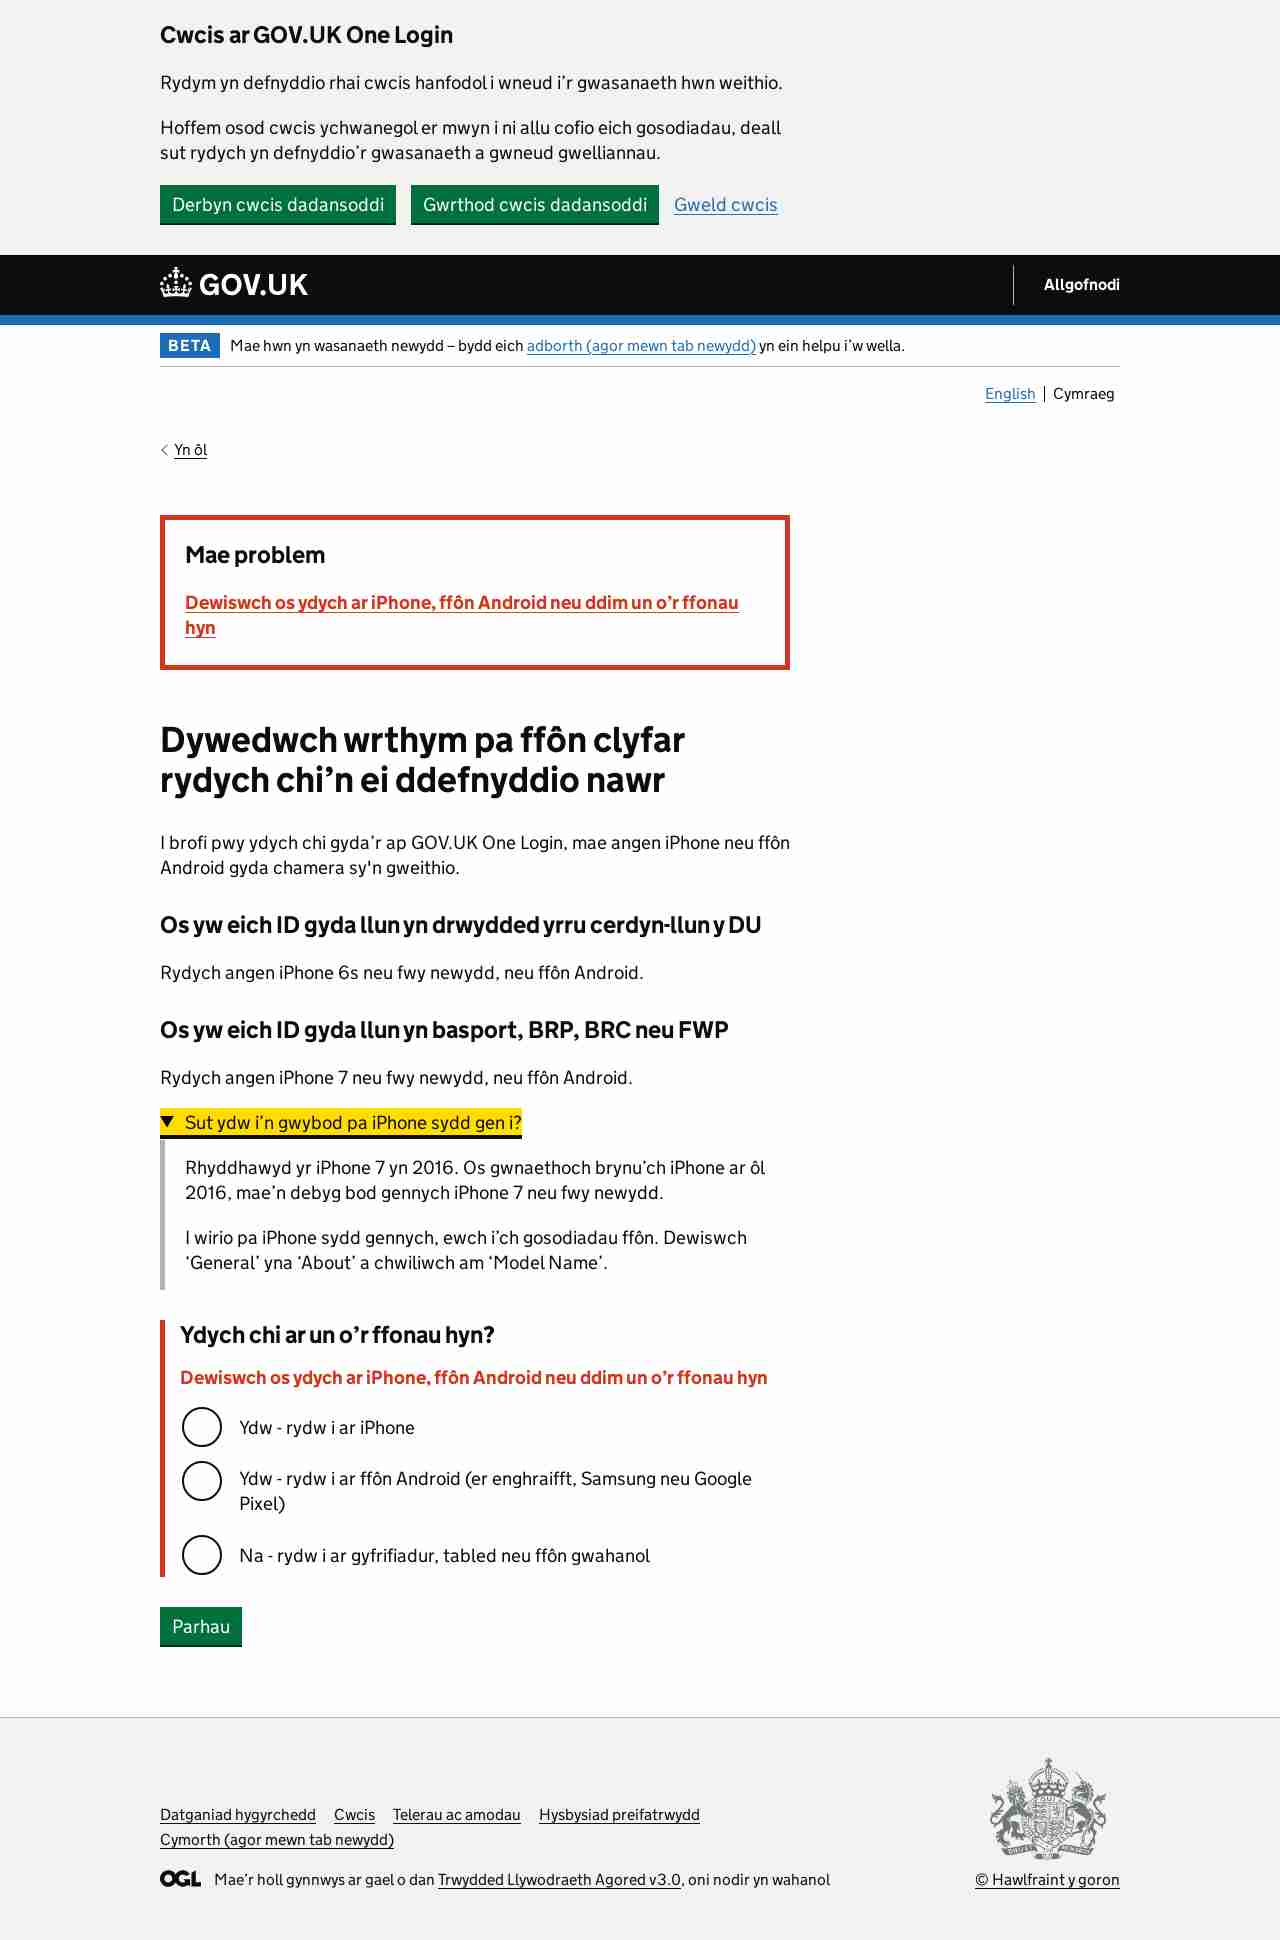 Cwcis ar GOV.UK One Login
Rydym yn defnyddio rhai cwcis hanfodol i wneud i’r gwasanaeth hwn weithio.
Hoffem osod cwcis ychwanegol er mwyn i ni allu cofio eich gosodiadau, deall
sut rydych yn defnyddio’r gwasanaeth a gwneud gwelliannau.
Derbyn cwcis dadansoddi
Gwrthod cwcis dadansoddi
Gweld cwcis
GOV.UK
Allgofnodi
BETA
Mae hwn yn wasanaeth newydd – bydd eich adborth (agor mewn tab newydd) yn ein helpu i’w wella.
English
Cymraeg
Yn ôl
Mae problem
Dewiswch os ydych ar iPhone, ffôn Android neu ddim un o’r ffonau
hyn
Dywedwch wrthym pa ffôn clyfar
rydych chi’n ei ddefnyddio nawr
I brofi pwy ydych chi gyda’r ap GOV.UK One Login, mae angen iPhone neu ffôn
Android gyda chamera sy'n gweithio.
Os yw eich ID gyda llun yn drwydded yrru cerdyn-llun y DU
Rydych angen iPhone 6s neu fwy newydd, neu ffôn Android.
Os yw eich ID gyda llun yn basport, BRP, BRC neu FWP
Rydych angen iPhone 7 neu fwy newydd, neu ffôn Android.
Sut ydw i’n gwybod pa iPhone sydd gen i?
Rhyddhawyd yr iPhone 7 yn 2016. Os gwnaethoch brynu’ch iPhone ar ôl
2016, mae’n debyg bod gennych iPhone 7 neu fwy newydd.
I wirio pa iPhone sydd gennych, ewch i’ch gosodiadau ffôn. Dewiswch
‘General’ yna ‘About’ a chwiliwch am ‘Model Name’.
Ydych chi ar un o’r ffonau hyn?
Dewiswch os ydych ar iPhone, ffôn Android neu ddim un o’r ffonau hyn
Ydw - rydw i ar iPhone
Ydw - rydw i ar ffôn Android (er enghraifft, Samsung neu Google
Pixel)
Na - rydw i ar gyfrifiadur, tabled neu ffôn gwahanol
Parhau
Datganiad hygyrchedd
Cwcis
Telerau ac amodau
Hysbysiad preifatrwydd
Cymorth (agor mewn tab newydd)
OGL
Mae’r holl gynnwys ar gael o dan Trwydded Llywodraeth Agored v3.0, oni nodir yn wahanol
© Hawlfraint y goron